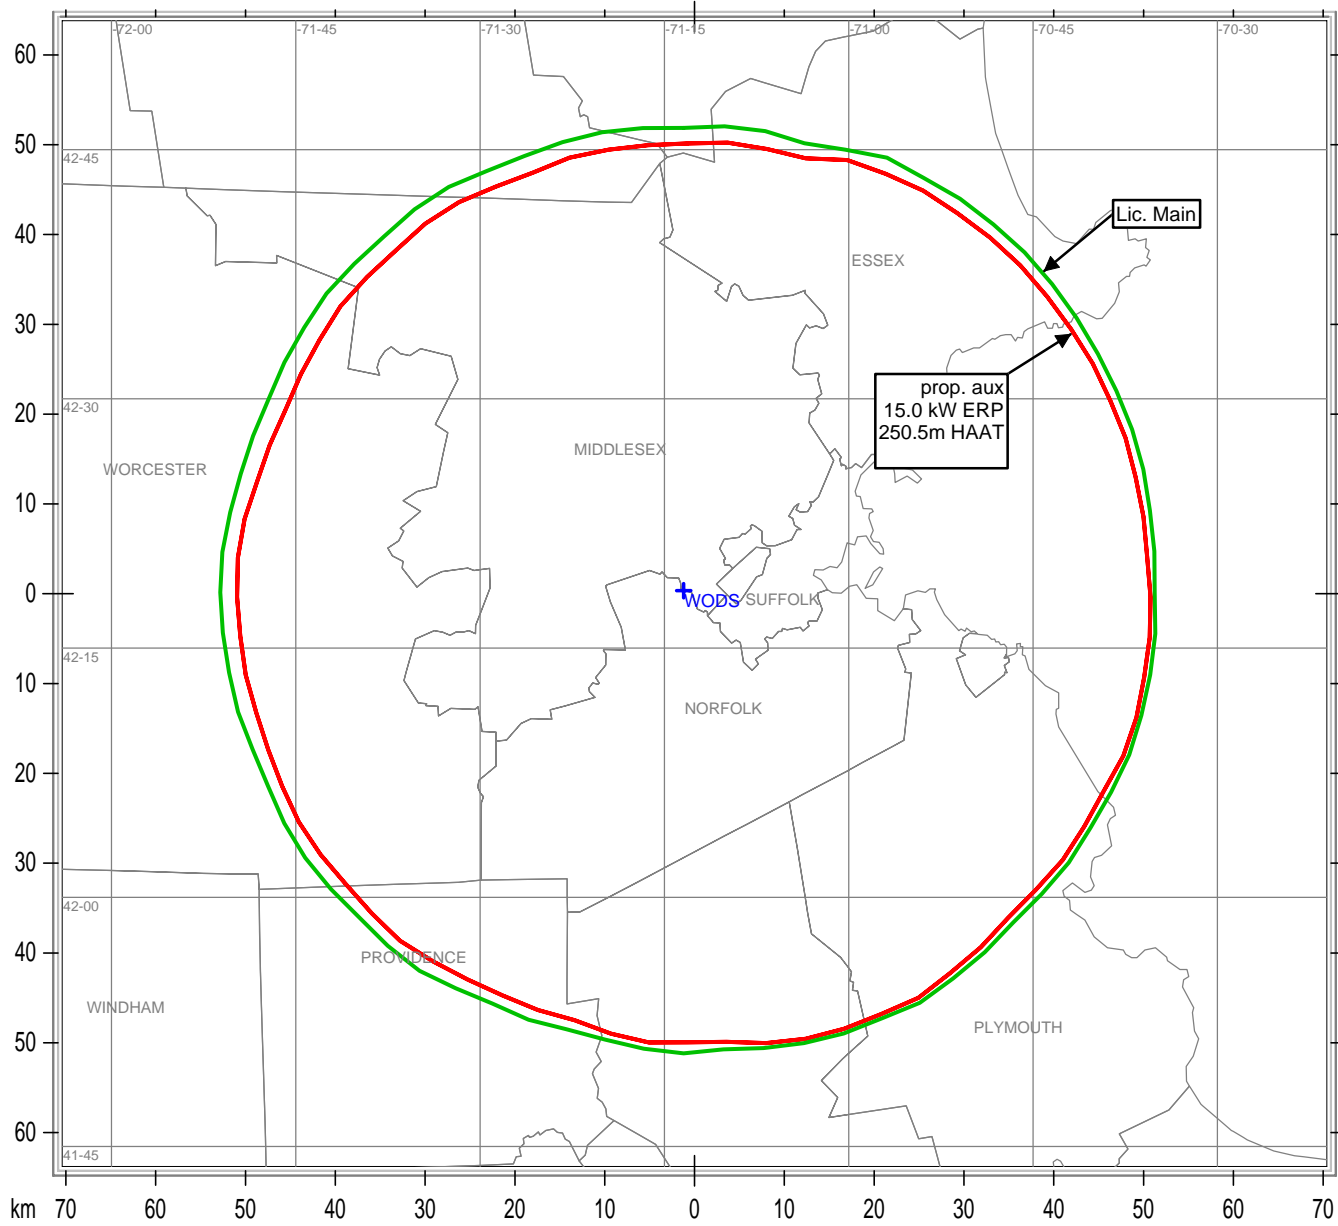 -72-00
-71-45
-71-30
-71-15
-71-00
-70-45
-70-30
60
50
40
30
20
10
0
10
20
30
40
50
60
42-45
42-30
42-15
42-00
41-45
Lic. Main
ESSEX
prop. aux
15.0 kW ERP
250.5m HAAT
MIDDLESEX
WORCESTER
WODS
SUFFOLK
NORFOLK
PROVIDENCE
WINDHAM
PLYMOUTH
km 70 60 50 40 30 20 10 0 10 20 30 40 50 60 70